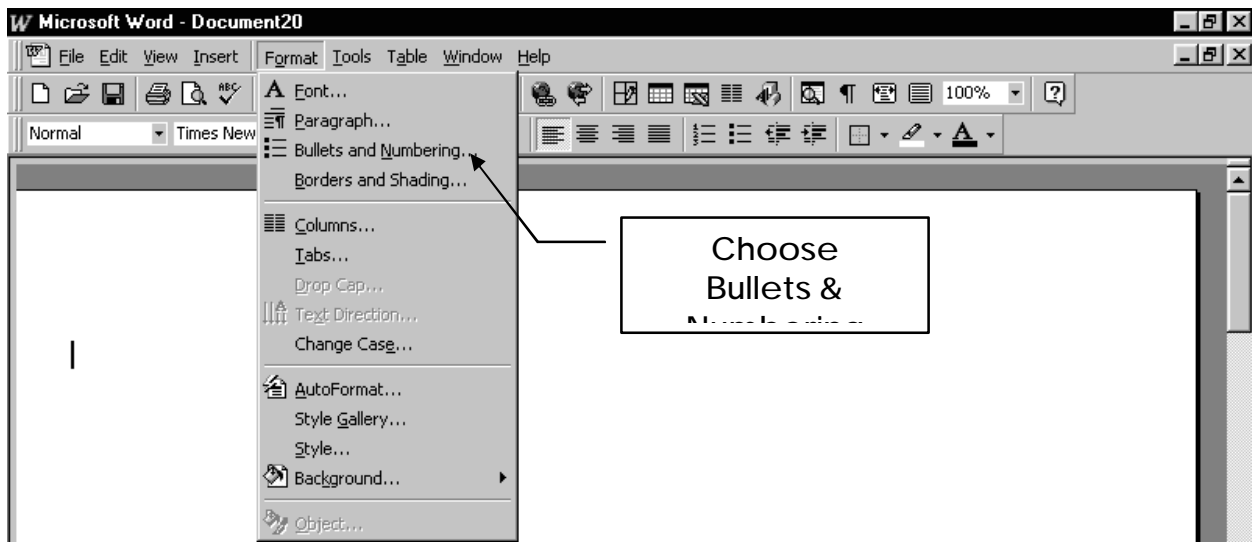 Microsoft Word - Document20
File Edit View Insert Format Tools Table Window Help
100%
Normal Times New
Font...
Paragraph...
Bullets and Numbering...
Borders and Shading...
Columns...
Tabs...
Drop Cap...
Text Direction...
Change Case...
AutoFormat...
Style Gallery...
Style...
Background...
Object...
Choose
Bullets &
Numbering